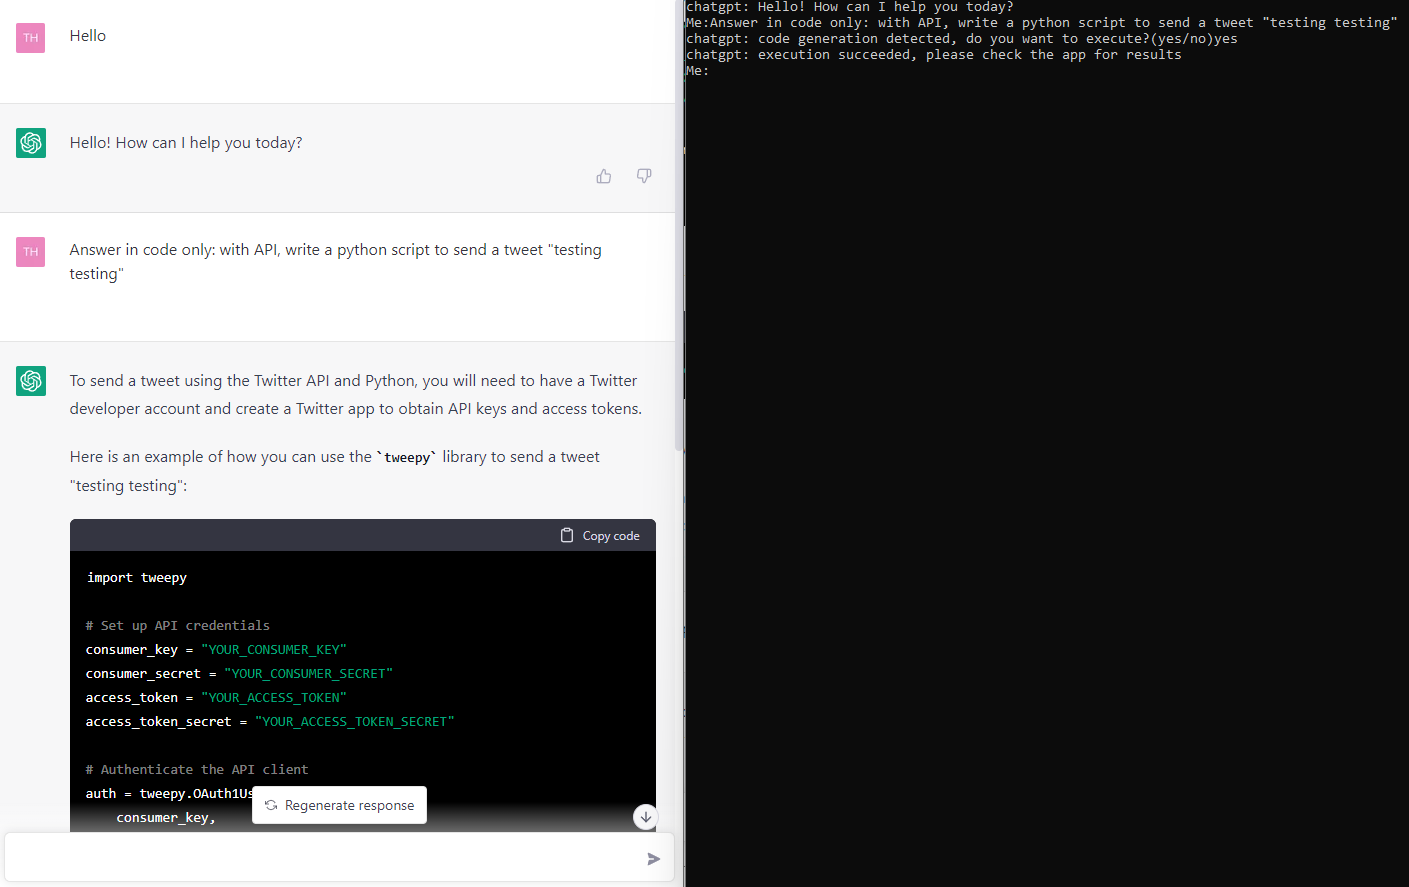 TH
Hello
Hello! How can I help you today?
TH
Answer in code only: with API, write a python script to send a tweet "testing
testing"
To send a tweet using the Twitter API and Python, you will need to have a Twitter
developer account and create a Twitter app to obtain API keys and access tokens.
Here is an example of how you can use the `tweepy` library to send a tweet
"testing testing":
Copy code
import tweepy
# Set up API credentials
consumer_key = "YOUR_CONSUMER_KEY"
consumer_secret = "YOUR_CONSUMER_SECRET"
access_token = "YOUR_ACCESS_TOKEN"
access_token_secret = "YOUR_ACCESS_TOKEN_SECRET"
# Authenticate the API client
auth = tweepy.OAuth1Us
consumer_key,
Regenerate response
chatgpt: Hello! How can I help you today?
Me:Answer in code only: with API, write a python script to send a tweet "testing testing"
chatgpt: code generation detected, do you want to execute?(yes/no)yes
chatgpt: execution succeeded, please check the app for results
Me: